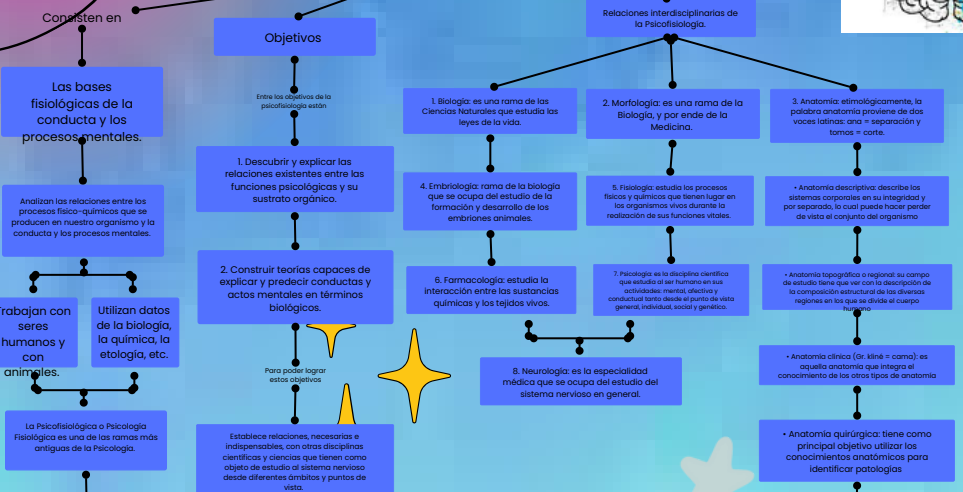 Consisten en
Las bases
fisiológicas de la
conducta y los
procesos mentales.
Analizan las relaciones entre los
procesos físico-químicos que se
producen en nuestro organismo y la
conducta y los procesos mentales.
Trabajan con
seres
humanos y
con
animales.
Utilizan datos
de la biología,
la química, la
etología, etc.
La Psicofisiológica o Psicología
Fisiológica es una de las ramas más
antiguas de la Psicología.
Objetivos
Entre los objetivos de la
psicofisiología están
1. Descubrir y explicar las
relaciones existentes entre las
funciones psicológicas y su
sustrato orgánico.
2. Construir teorías capaces de
explicar y predecir conductas y
actos mentales en términos
biológicos.
Para poder lograr
estos objetivos
Establece relaciones, necesarias e
indispensables, con otras disciplinas
científicas y ciencias que tienen como
objeto de estudio al sistema nervioso
desde diferentes ámbitos y puntos de
vista.
Relaciones interdisciplinarias de
la Psicofisiología.
1. Biología: es una rama de las
Ciencias Naturales que estudia las
leyes de la vida.
4. Embriología: rama de la biología
que se ocupa del estudio de la
formación y desarrollo de los
embriones animales.
6. Farmacología: estudia la
interacción entre las sustancias
químicas y los tejidos vivos.
2. Morfología: es una rama de la
Biología, y por ende de la
Medicina.
5. Fisiología: estudia los procesos
físicos y químicos que tienen lugar en
los organismos vivos durante la
realización de sus funciones vitales.
7. Psicología: es la disciplina científica
que estudia al ser humano en sus
actividades: mental, afectiva y
conductual tanto desde el punto de vista
general, individual, social y genético.
8. Neurología: es la especialidad
médica que se ocupa del estudio del
sistema nervioso en general.
3. Anatomía: etimológicamente, la
palabra anatomía proviene de dos
voces latinas: ana = separación y
tomos = corte.
• Anatomía descriptiva: describe los
sistemas corporales en su integridad y
por separado, lo cual puede hacer perder
de vista el conjunto del organismo
• Anatomía topográfica o regional: su campo
de estudio tiene que ver con la descripción de
la composición estructural de las diversas
regiones en los que se divide el cuerpo
humano
• Anatomía clínica (Gr. klinē = cama): es
aquella anatomía que integra el
conocimiento de los otros tipos de anatomía
• Anatomía quirúrgica: tiene como
principal objetivo utilizar los
conocimientos anatómicos para
identificar patologías